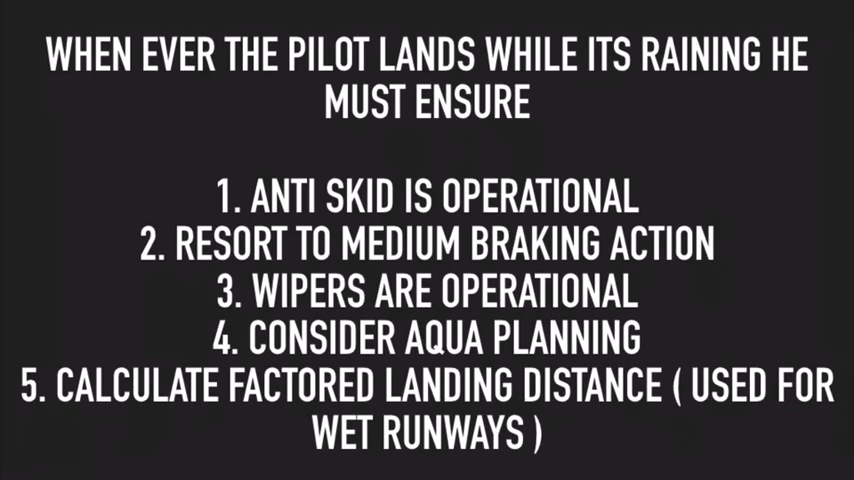 WHEN EVER THE PILOT LANDS WHILE ITS RAINING HE
MUST ENSURE
1. ANTI SKID IS OPERATIONAL
2. RESORT TO MEDIUM BRAKING ACTION
3. WIPERS ARE OPERATIONAL
4. CONSIDER AQUA PLANNING
5. CALCULATE FACTORED LANDING DISTANCE ( USED FOR
WET RUNWAYS )